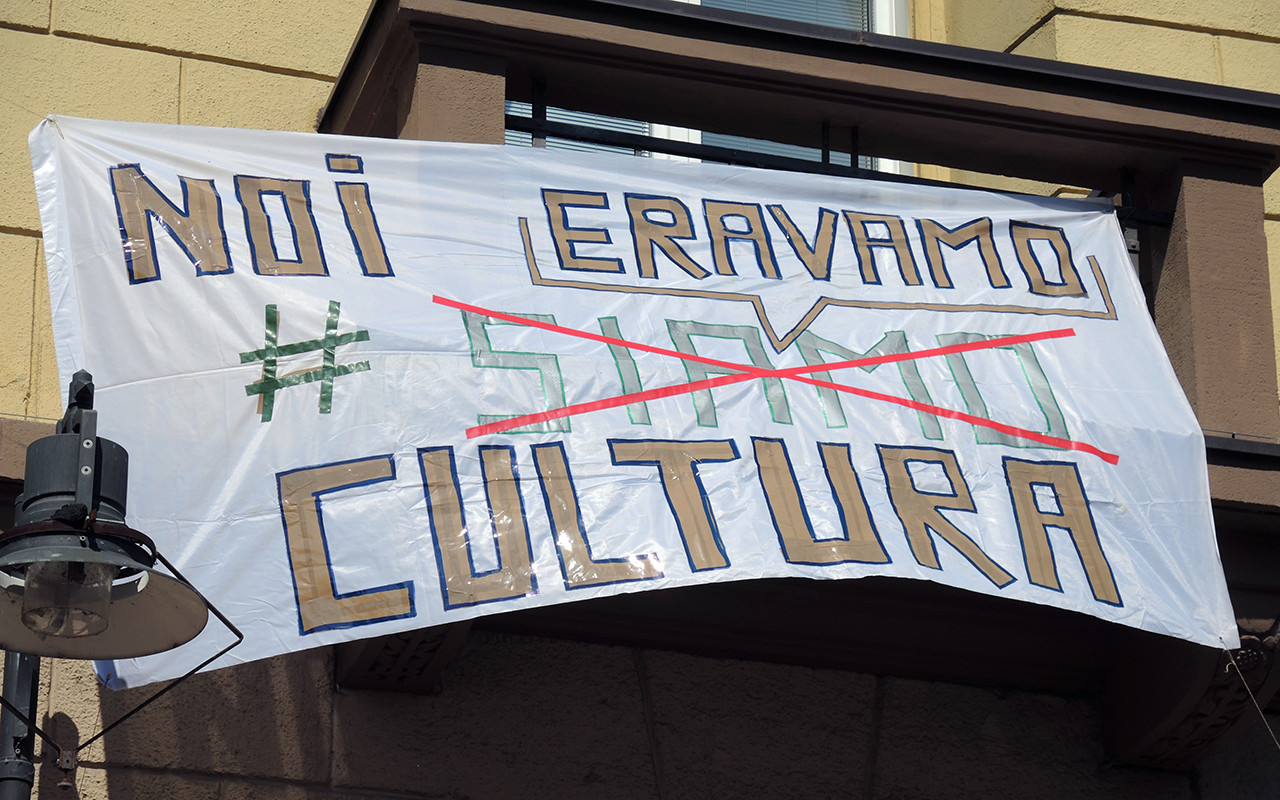 NOI ERAVAMO
# SIAMO
CULTURA